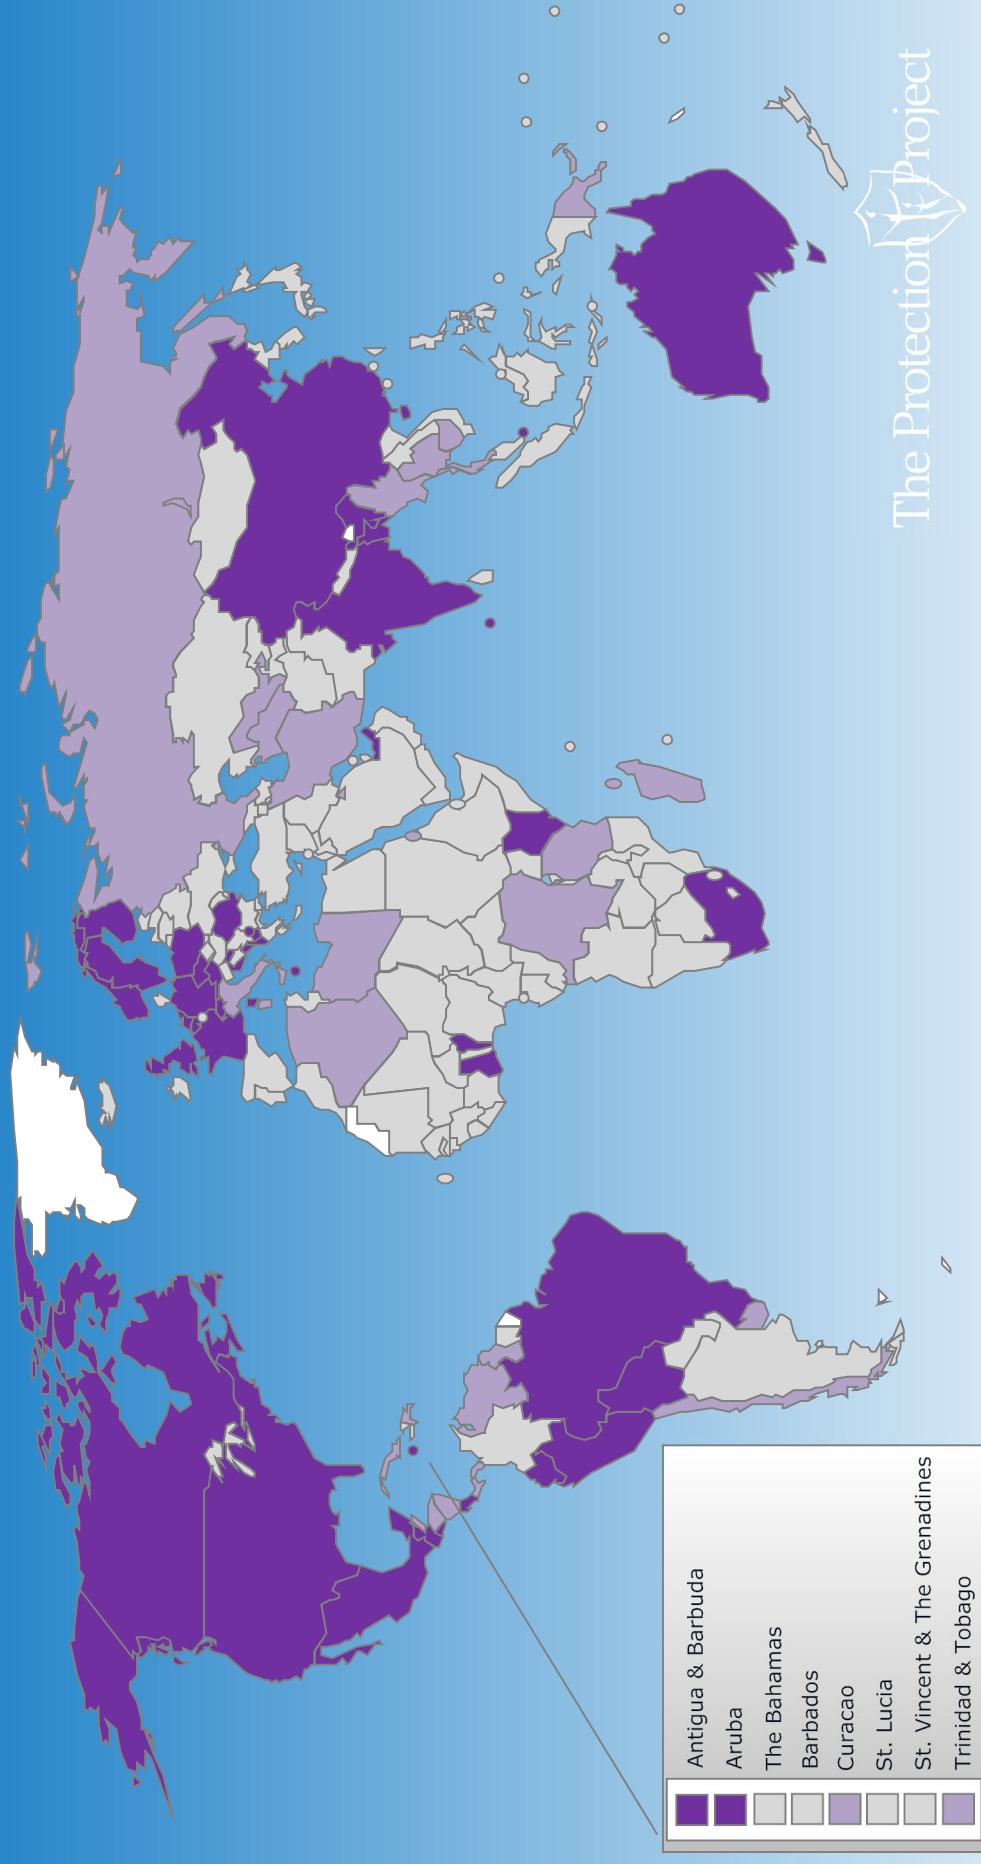 The Protection Project
Antigua & Barbuda
Aruba
The Bahamas
Barbados
Curacao
St. Lucia
St. Vincent & The Grenadines
Trinidad & Tobago